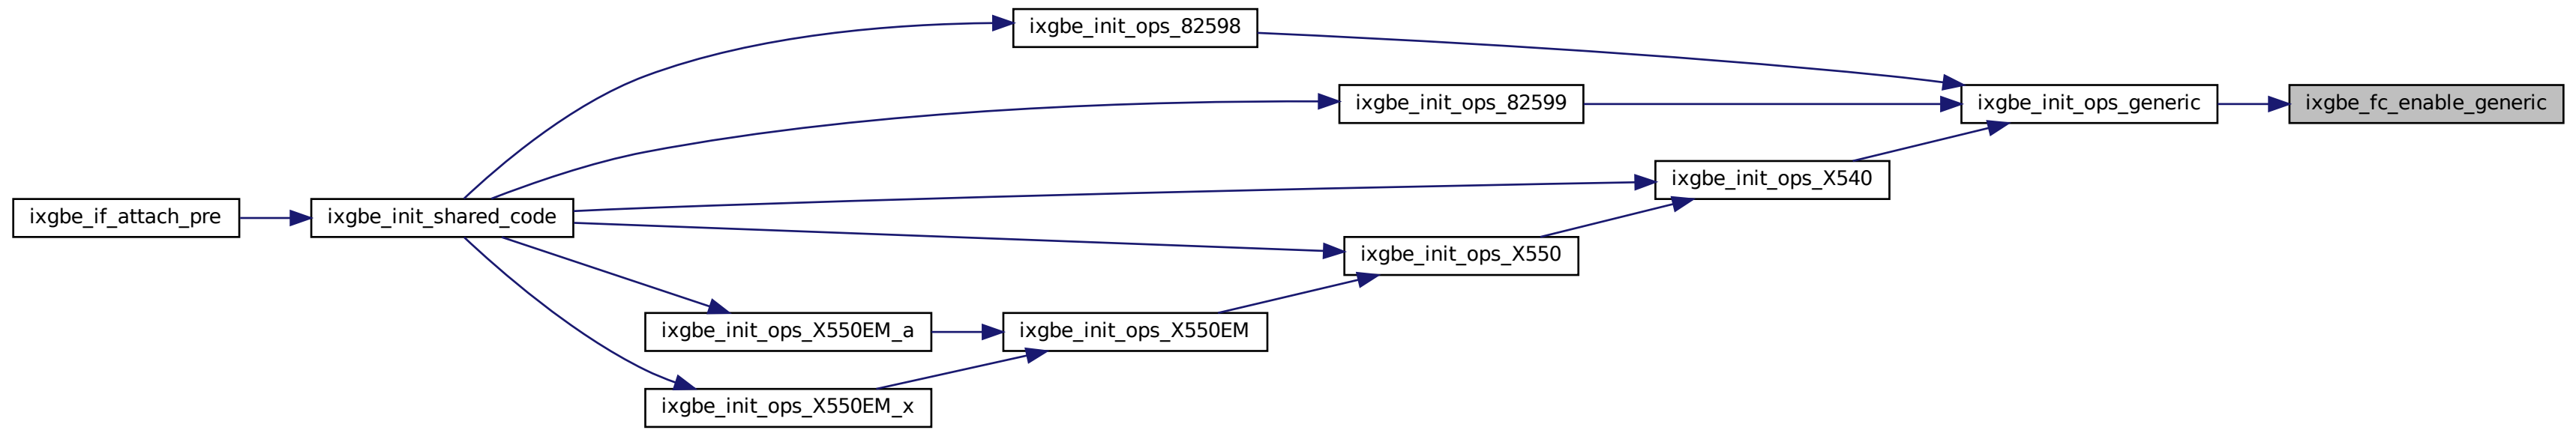 ixgbe_init_ops_82598
ixgbe_init_ops_82599
ixgbe_init_ops_generic
ixgbe_fc_enable_generic
ixgbe_init_ops_X540
ixgbe_if_attach_pre
ixgbe_init_shared_code
ixgbe_init_ops_X550
ixgbe_init_ops_X550EM_a
ixgbe_init_ops_X550EM
ixgbe_init_ops_X550EM_x